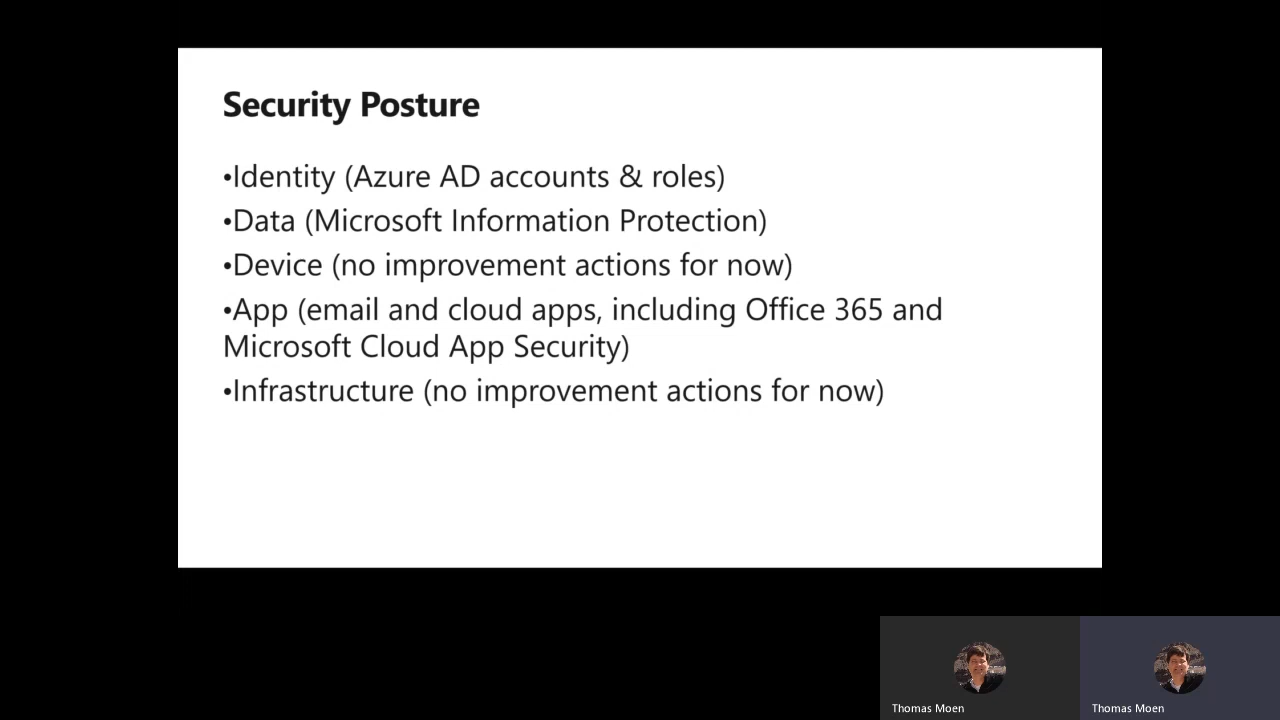 Security Posture
•Identity (Azure AD accounts & roles)
•Data (Microsoft Information Protection)
•Device (no improvement actions for now)
•App (email and cloud apps, including Office 365 and
Microsoft Cloud App Security)
•Infrastructure (no improvement actions for now)
Thomas Moen
Thomas Moen